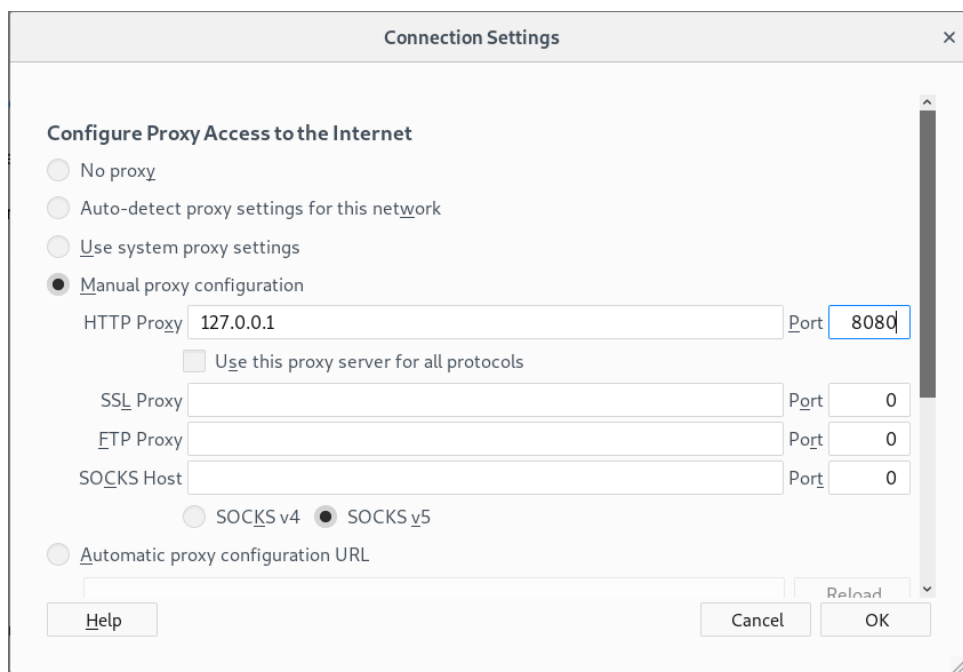 Connection Settings ×
Configure Proxy Access to the Internet
No proxy
Auto-detect proxy settings for this network
Use system proxy settings
Manual proxy configuration
HTTP Proxy 127.0.0.1 Port 8080
Use this proxy server for all protocols
SSL Proxy Port 0
FTP Proxy Port 0
SOCKS Host Port 0
SOCKS v4 SOCKS v5
Automatic proxy configuration URL
Reload
Help Cancel OK